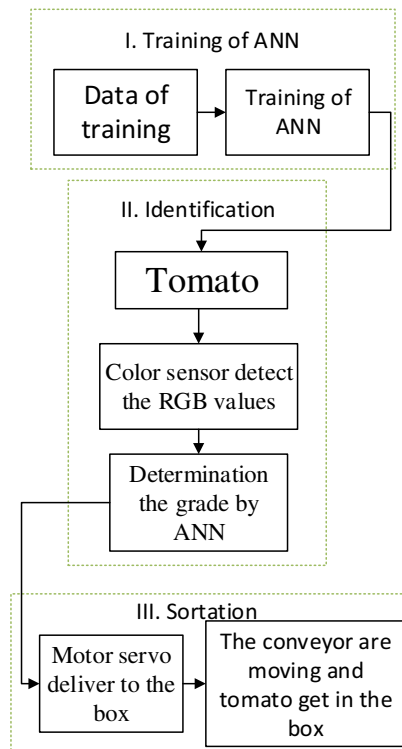 I. Training of ANN
Data of
training
Training of
ANN
II. Identification
Tomato
Color sensor detect
the RGB values
Determination
the grade by
ANN
III. Sortation
Motor servo
deliver to the
box
The conveyor are
moving and
tomato get in the
box